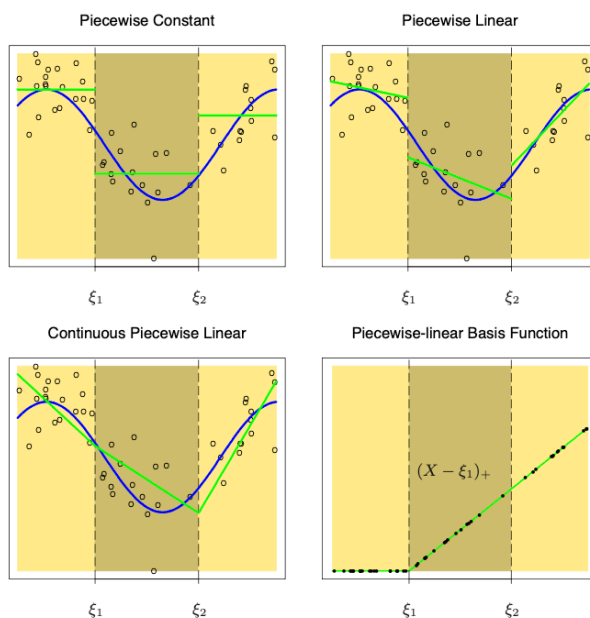 Piecewise Constant
Piecewise Linear
ξ₁
ξ₂
ξ₁
ξ₂
Continuous Piecewise Linear
Piecewise-linear Basis Function
(X − ξ₁)₊
ξ₁
ξ₂
ξ₁
ξ₂